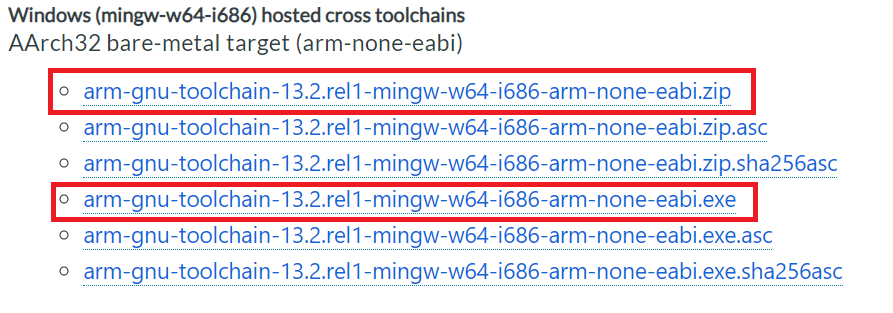 Windows (mingw-w64-i686) hosted cross toolchains
AArch32 bare-metal target (arm-none-eabi)
arm-gnu-toolchain-13.2.rel1-mingw-w64-i686-arm-none-eabi.zip
arm-gnu-toolchain-13.2.rel1-mingw-w64-i686-arm-none-eabi.zip.asc
arm-gnu-toolchain-13.2.rel1-mingw-w64-i686-arm-none-eabi.zip.sha256asc
arm-gnu-toolchain-13.2.rel1-mingw-w64-i686-arm-none-eabi.exe
arm-gnu-toolchain-13.2.rel1-mingw-w64-i686-arm-none-eabi.exe.asc
arm-gnu-toolchain-13.2.rel1-mingw-w64-i686-arm-none-eabi.exe.sha256asc